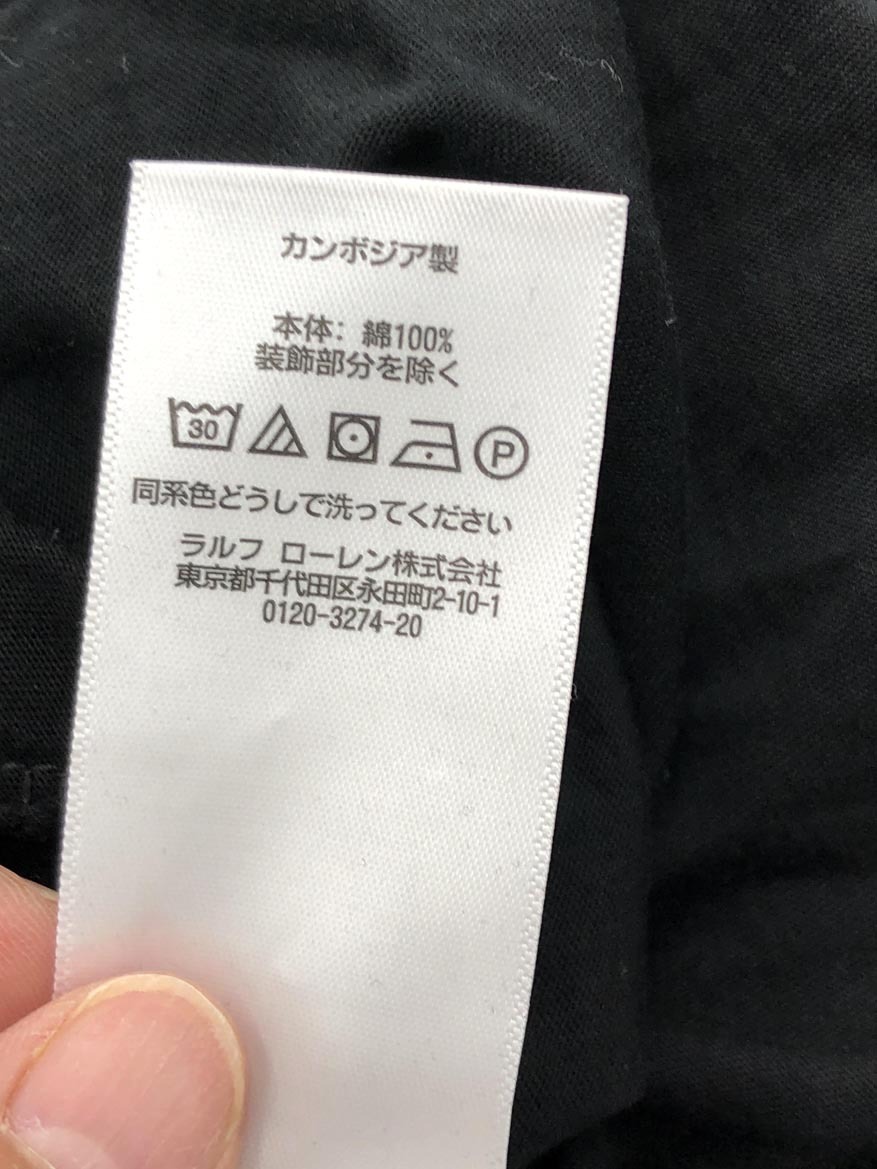 カンボジア製
本体: 綿100%
装飾部分を除く
30 P
同系色どうしで洗ってください
ラルフ ローレン株式会社
東京都千代田区永田町2-10-1
0120-3274-20